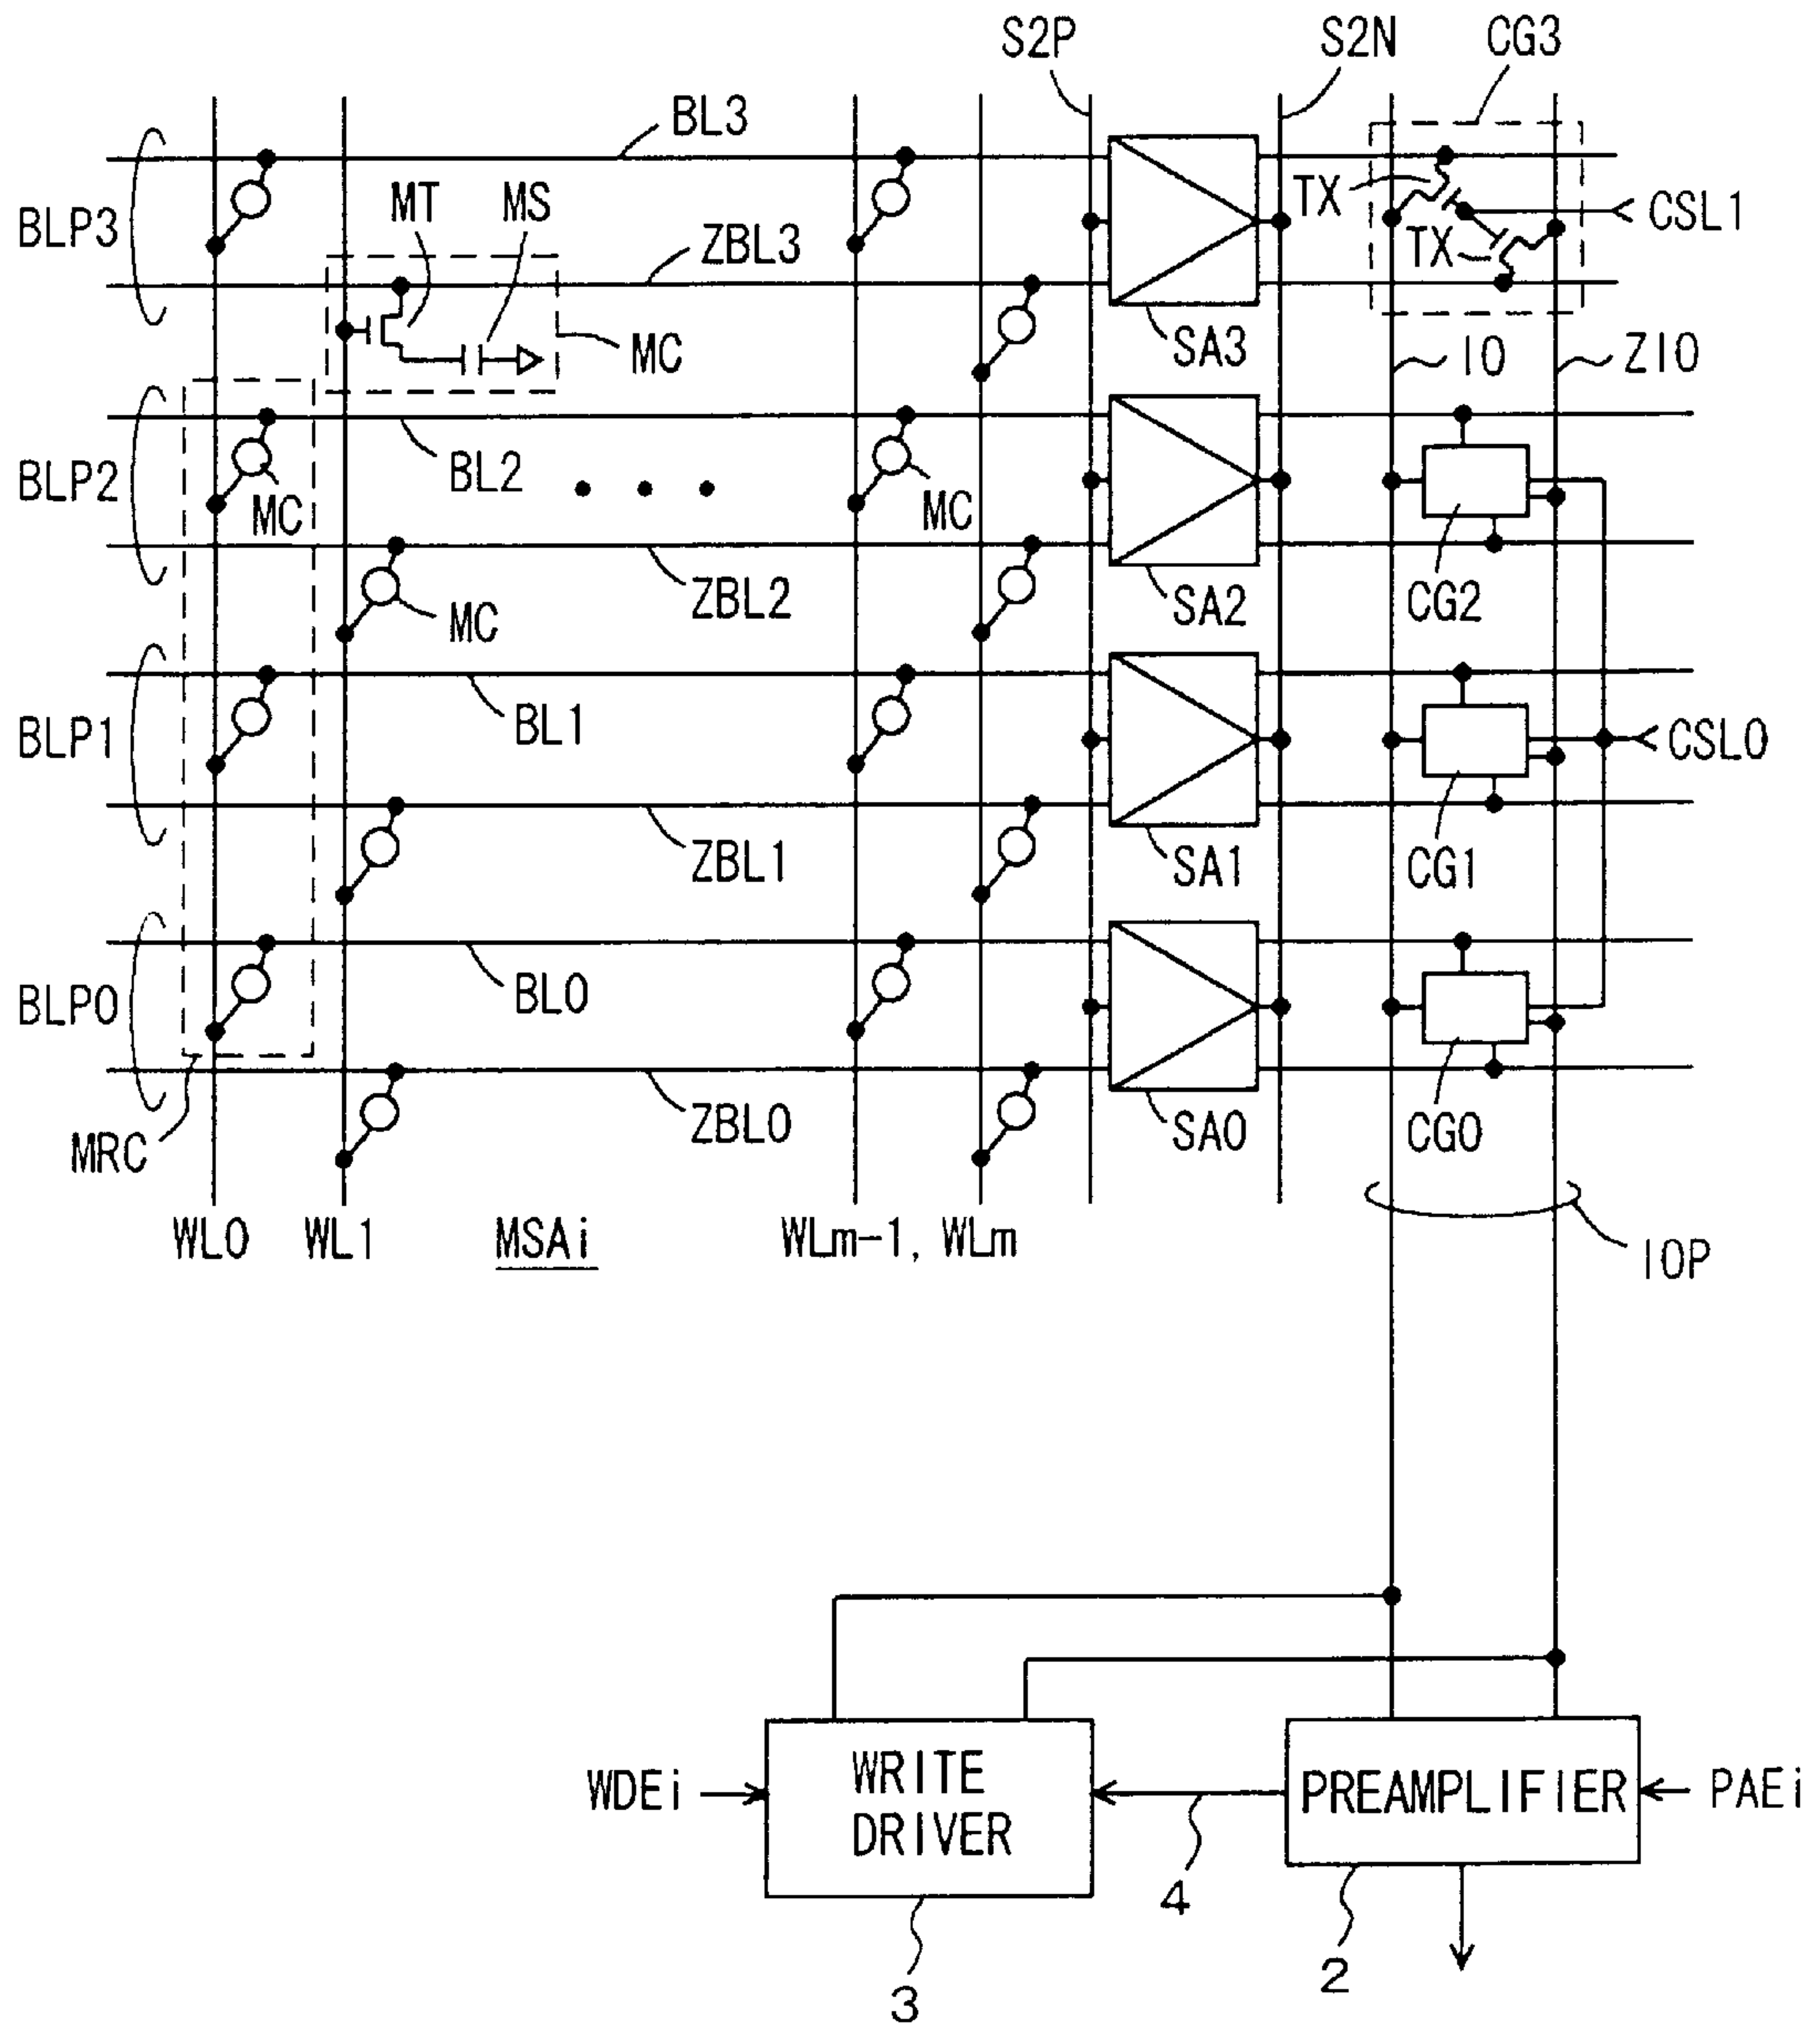 S2P
S2N
CG3
BL3
BLP3
MT
MS
ZBL3
TX
CSL1
TX
MC
SA3
IO
ZIO
BLP2
BL2
MC
MC
ZBL2
MC
SA2
CG2
BLP1
BL1
CSL0
ZBL1
SA1
CG1
BLP0
BL0
ZBL0
SA0
CG0
MRC
WL0
WL1
MSAi
WLm-1, WLm
IOP
WDEi
WRITE
DRIVER
4
PREAMPLIFIER
PAEi
3
2